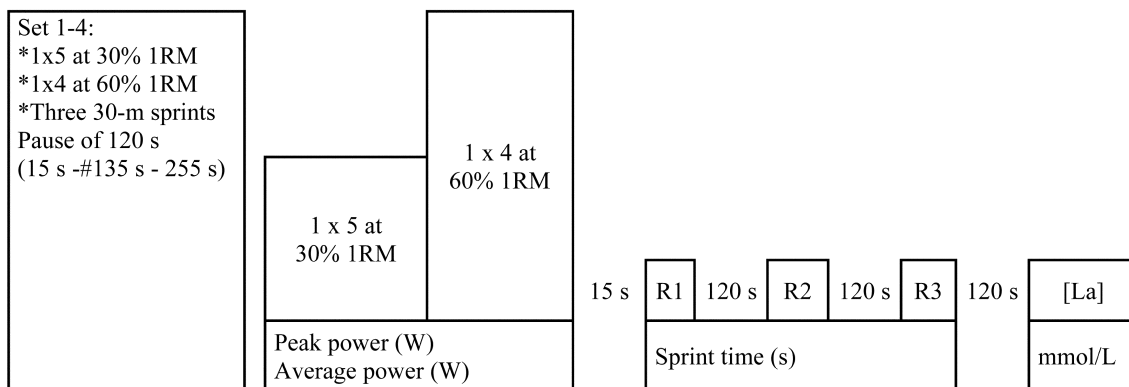 Set 1-4:
*1x5 at 30% 1RM
*1x4 at 60% 1RM
*Three 30-m sprints
Pause of 120 s
(15 s -#135 s - 255 s)
1 x 5 at
30% 1RM
1 x 4 at
60% 1RM
Peak power (W)
Average power (W)
15 s
R1
120 s
R2
120 s
R3
120 s
[La]
Sprint time (s)
mmol/L